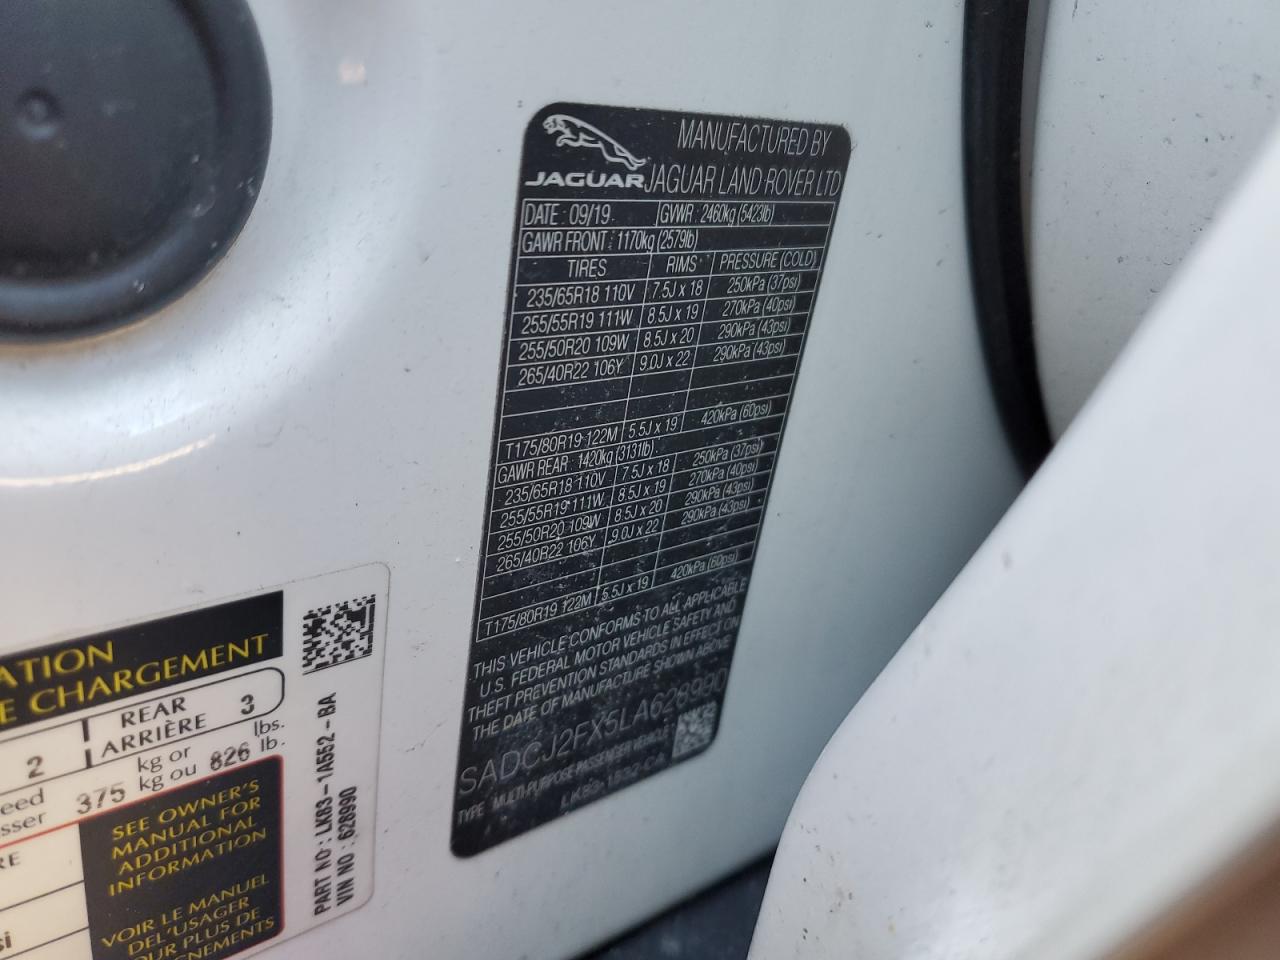 JAGUAR
MANUFACTURED BY
JAGUAR LAND ROVER LTD
DATE : 09/19 GVWR : 2460kg (5423lb)
GAWR FRONT : 1170kg (2579lb)
TIRES RIMS PRESSURE (COLD)
235/65R18 110V 7.5J x 18 250kPa (37psi)
255/55R19 111W 8.5J x 19 270kPa (40psi)
255/50R20 109W 8.5J x 20 290kPa (43psi)
265/40R22 106Y 9.0J x 22 290kPa (43psi)
T175/80R19 122M 5.5J x 19 420kPa (60psi)
GAWR REAR : 1420kg (3131lb)
235/65R18 110V 7.5J x 18 250kPa (37psi)
255/55R19 111W 8.5J x 19 270kPa (40psi)
255/50R20 109W 8.5J x 20 290kPa (43psi)
265/40R22 106Y 9.0J x 22 290kPa (43psi)
T175/80R19 122M 5.5J x 19 420kPa (60psi)
THIS VEHICLE CONFORMS TO ALL APPLICABLE
U.S. FEDERAL MOTOR VEHICLE SAFETY AND
THEFT PREVENTION STANDARDS IN EFFECT ON
THE DATE OF MANUFACTURE SHOWN ABOVE
SADCJ2FX5LA628990
TYPE : MULTI-PURPOSE PASSENGER VEHICLE
ATION
E CHARGEMENT
2 REAR 3
ARRIÈRE
eed 375 kg or 826 lbs.
sser kg ou lb.
RE
si
SEE OWNER'S
MANUAL FOR
ADDITIONAL
INFORMATION
VOIR LE MANUEL
DEL'USAGER
OUR PLUS DE
GNEMENTS
PART NO : LK83-1A552-BA
VIN NO : 628990